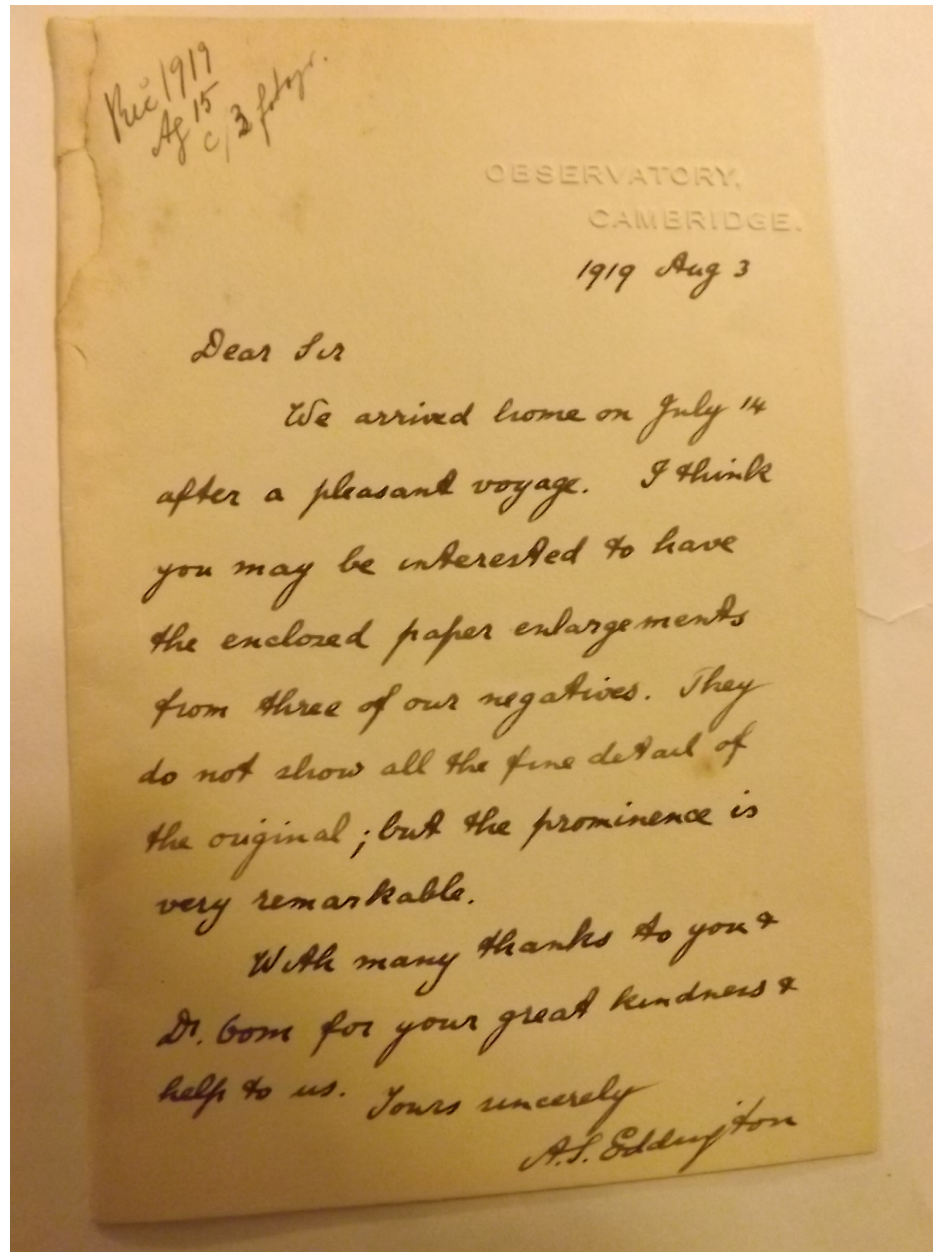 Rec 1919
Ag 15
c/3 fotogr.
OBSERVATORY,
CAMBRIDGE.
1919 Aug 3
Dear Sir
We arrived home on July 14
after a pleasant voyage. I think
you may be interested to have
the enclosed paper enlargements
from three of our negatives. They
do not show all the fine detail of
the original; but the prominence is
very remarkable.
With many thanks to you &
Dr. Gom for your great kindness &
help to us. Yours sincerely
A.S. Eddington